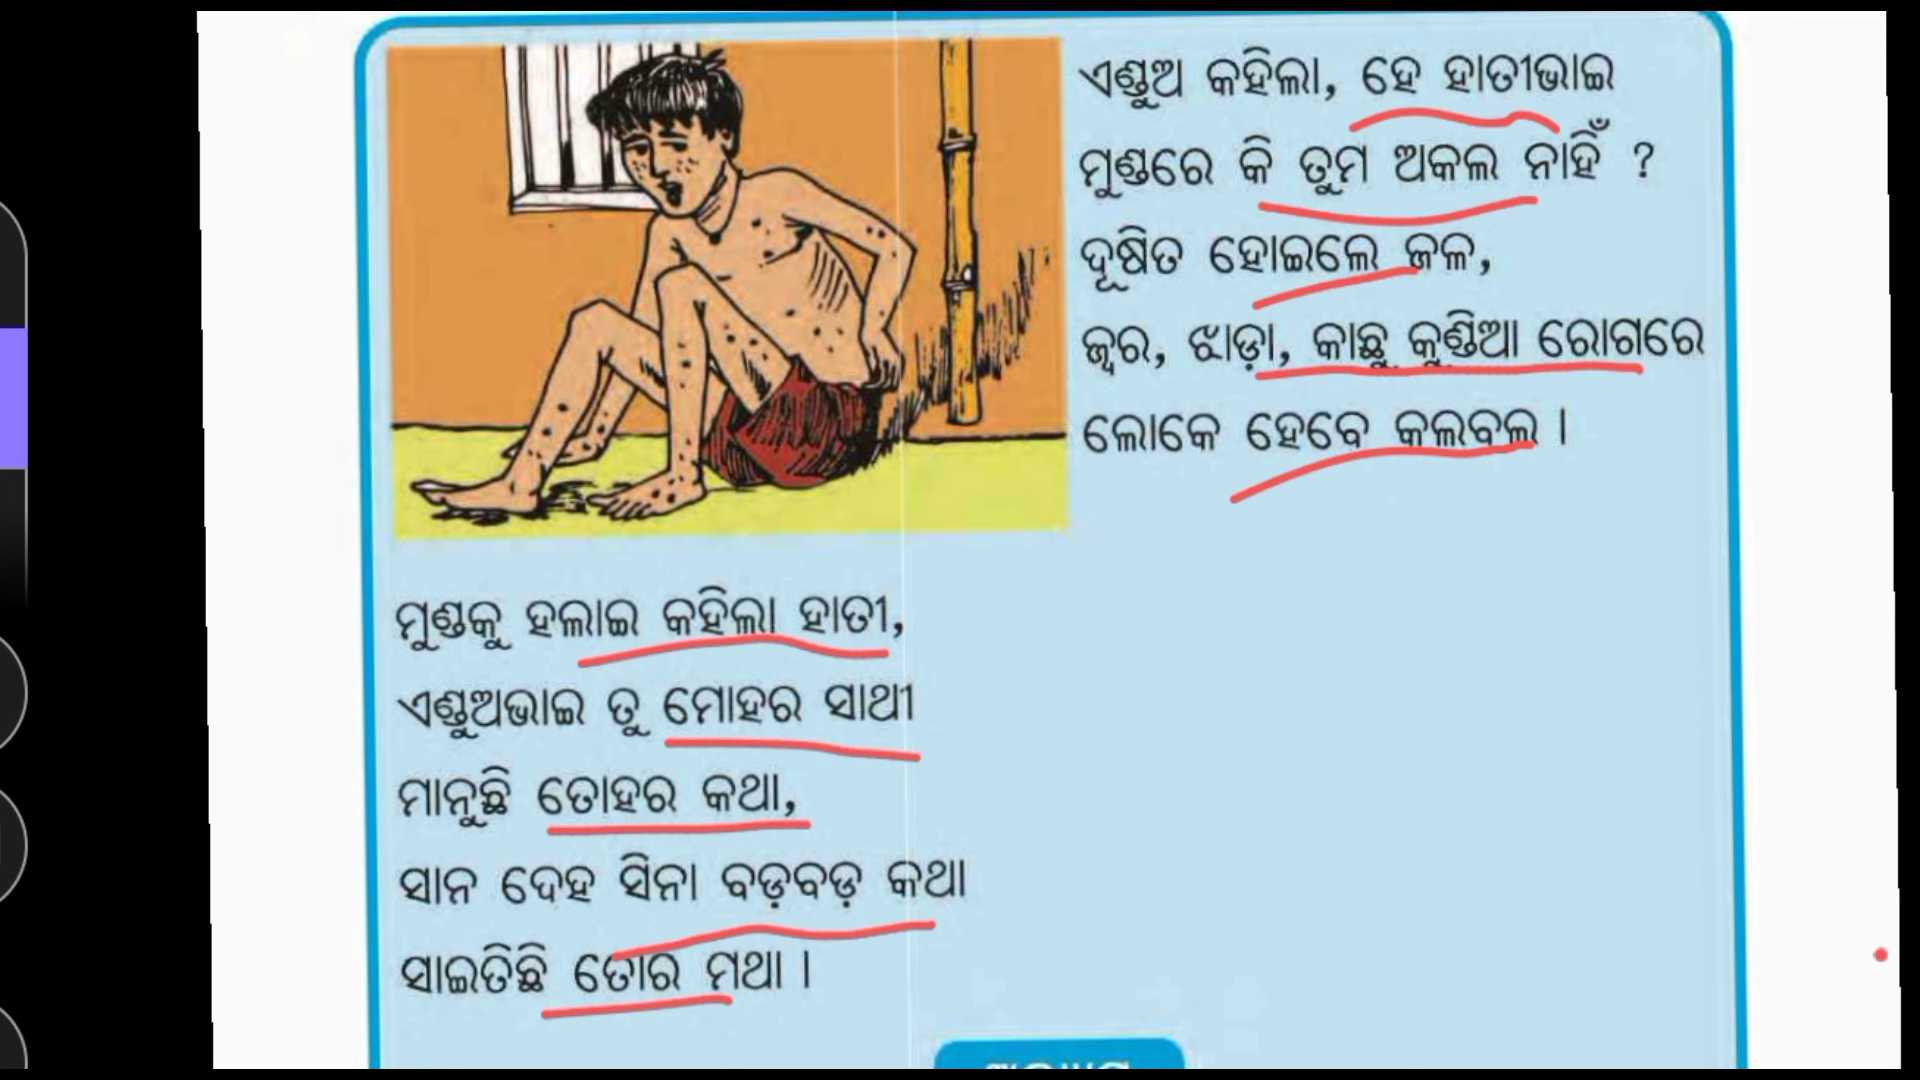 ଏଣ୍ଡୁଅ କହିଲା, ହେ ହାତୀଭାଇ
ମୁଣ୍ଡରେ କି ତୁମ ଅକଲ ନାହିଁ ?
ଦୂଷିତ ହୋଇଲେ ଜଳ,
ଜ୍ୱର, ଝାଡ଼ା, କାଛୁ କୁଣ୍ଡିଆ ରୋଗରେ
ଲୋକେ ହେବେ କଲବଲ ।
ମୁଣ୍ଡକୁ ହଲାଇ କହିଲା ହାତୀ,
ଏଣ୍ଡୁଅଭାଇ ତୁ ମୋହର ସାଥୀ
ମାନୁଛି ତୋହର କଥା,
ସାନ ଦେହ ସିନା ବଡ଼ବଡ଼ କଥା
ସାଇତିଛି ତୋର ମଥା ।